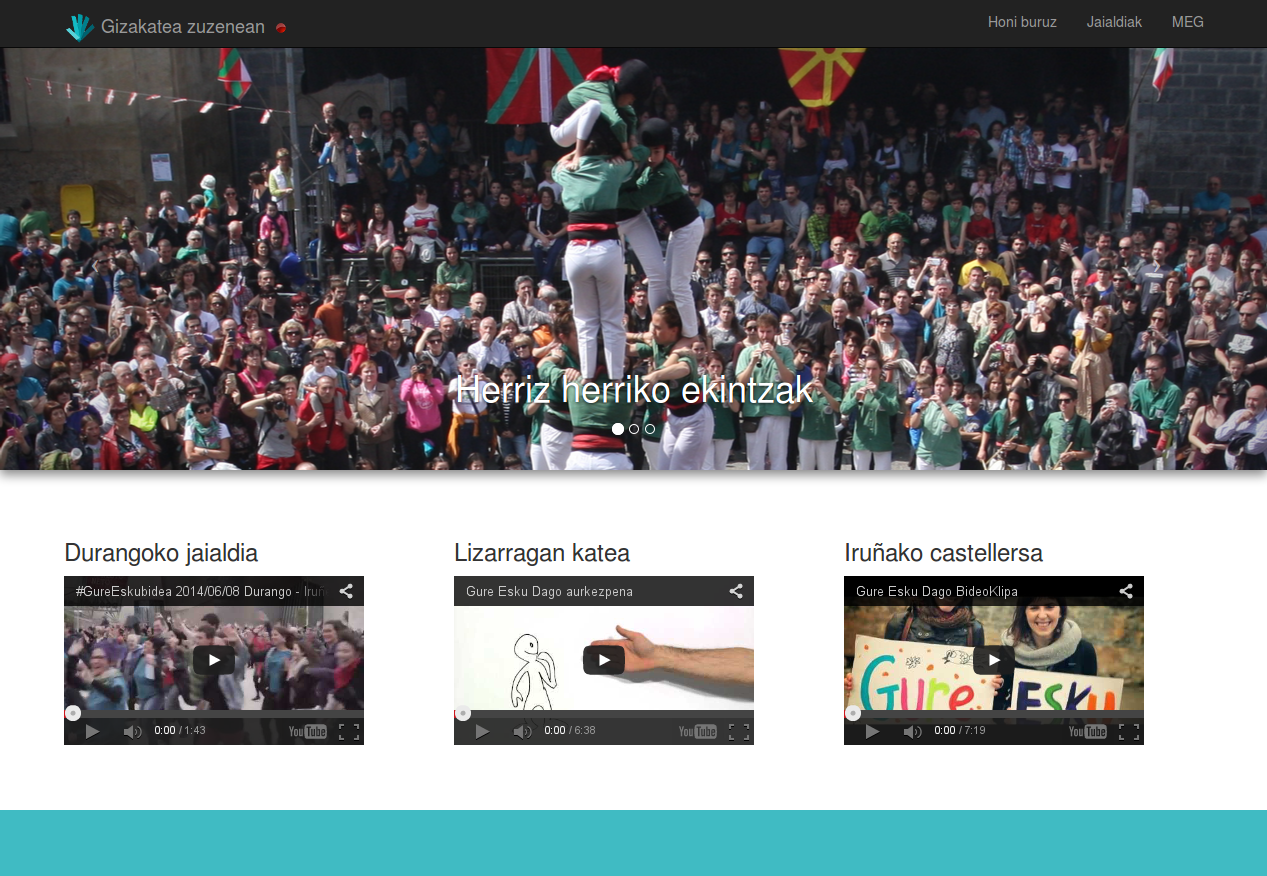 Gizakatea zuzenean
Honi buruz
Jaialdiak
MEG
Herriz herriko ekintzak
Durangoko jaialdia
Lizarragan katea
Iruñako castellersa
#GureEskubidea 2014/06/08 Durango - Iruñ
Gure Esku Dago aurkezpena
Gure Esku Dago BideoKlipa
GURE ESKU
0:00 / 1:43
YouTube
0:00 / 6:38
YouTube
0:00 / 7:19
YouTube